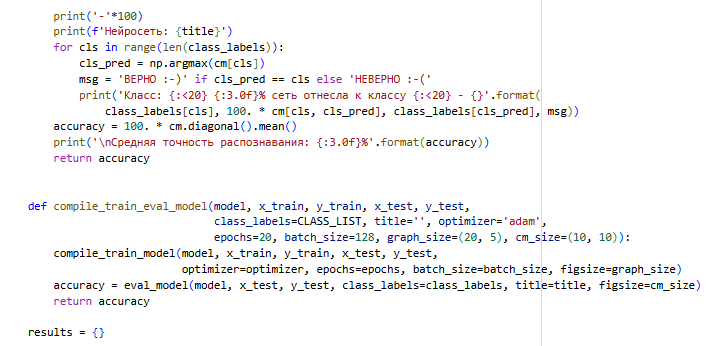 print('-'*100)
print(f'Нейросеть: {title}')
for cls in range(len(class_labels)):
cls_pred = np.argmax(cm[cls])
msg = 'ВЕРНО :-)' if cls_pred == cls else 'НЕВЕРНО :-('
print('Класс: {:<20} {:3.0f}% сеть отнесла к классу {:<20} - {}'.format(
class_labels[cls], 100. * cm[cls, cls_pred], class_labels[cls_pred], msg))
accuracy = 100. * cm.diagonal().mean()
print('\nСредняя точность распознавания: {:3.0f}%'.format(accuracy))
return accuracy
def compile_train_eval_model(model, x_train, y_train, x_test, y_test,
class_labels=CLASS_LIST, title='', optimizer='adam',
epochs=20, batch_size=128, graph_size=(20, 5), cm_size=(10, 10)):
compile_train_model(model, x_train, y_train, x_test, y_test,
optimizer=optimizer, epochs=epochs, batch_size=batch_size, figsize=graph_size)
accuracy = eval_model(model, x_test, y_test, class_labels=class_labels, title=title, figsize=cm_size)
return accuracy
results = {}